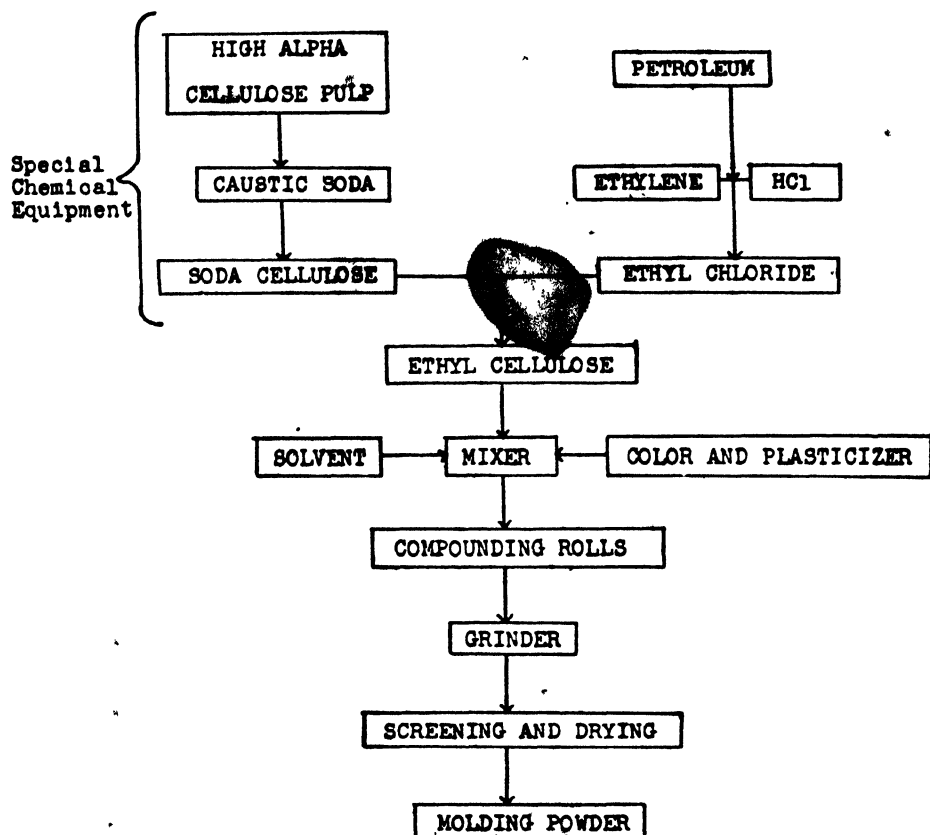 HIGH ALPHA
CELLULOSE PULP
PETROLEUM
Special
Chemical
Equipment
CAUSTIC SODA
ETHYLENE
HCl
SODA CELLULOSE
ETHYL CHLORIDE
ETHYL CELLULOSE
SOLVENT
MIXER
COLOR AND PLASTICIZER
COMPOUNDING ROLLS
GRINDER
SCREENING AND DRYING
MOLDING POWDER